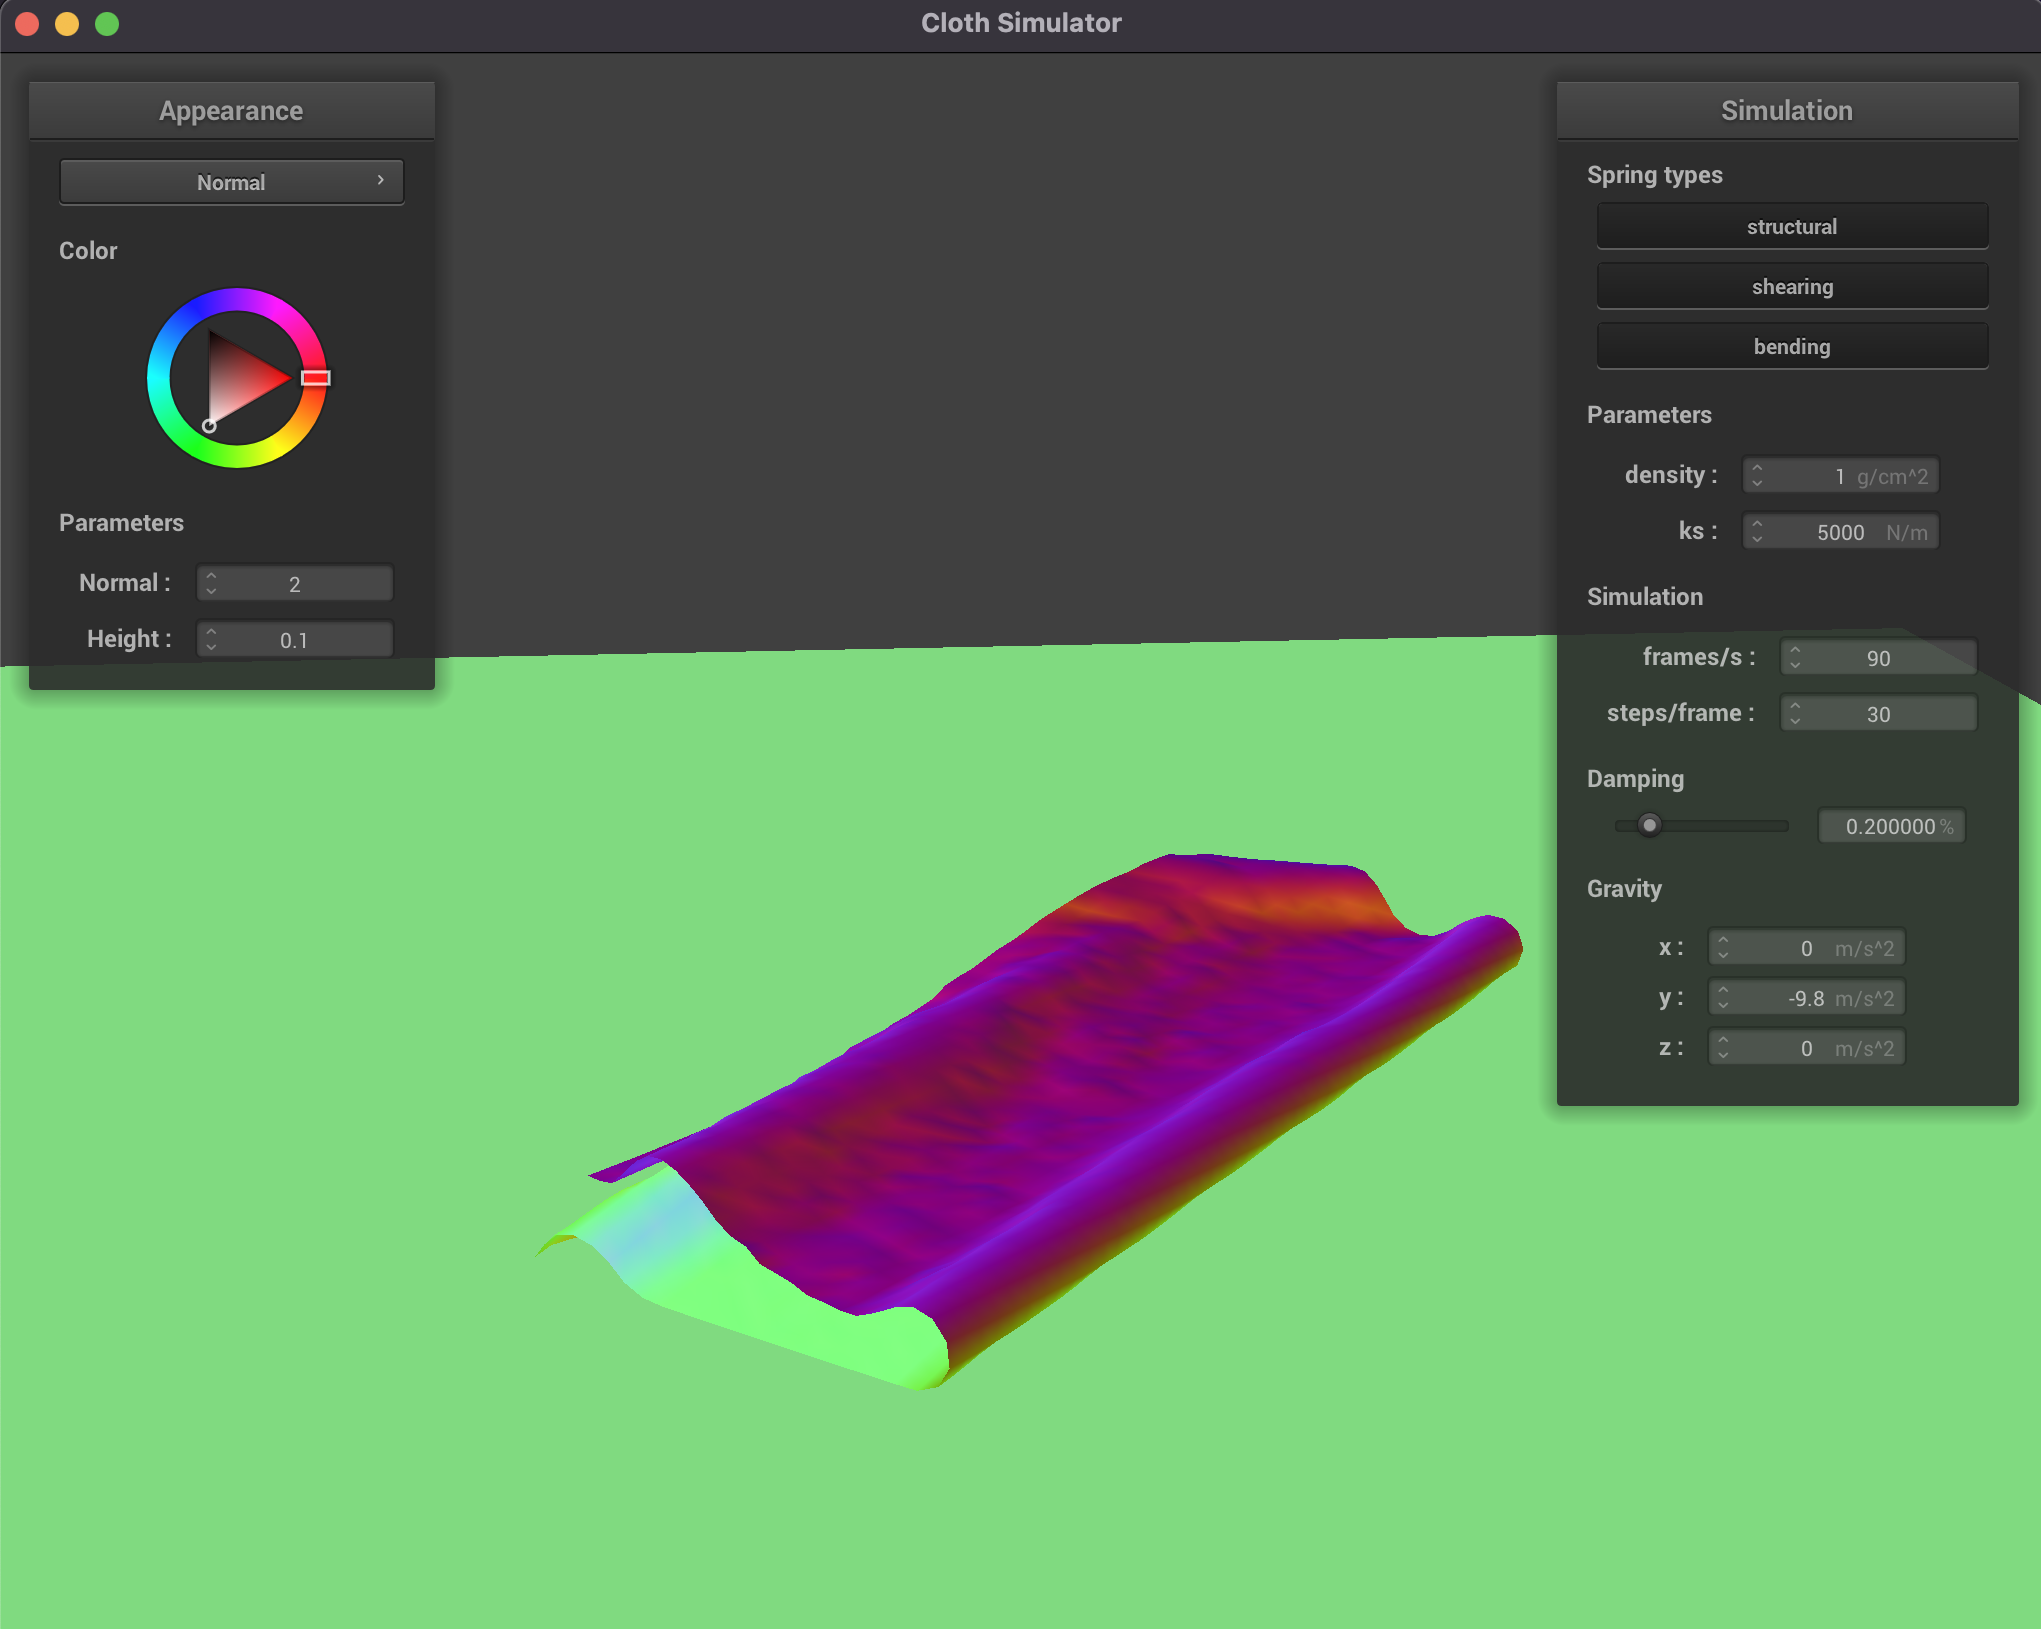 Cloth Simulator
Appearance
Normal
Color
Parameters
Normal : 2
Height : 0.1
Simulation
Spring types
structural
shearing
bending
Parameters
density : 1 g/cm^2
ks : 5000 N/m
Simulation
frames/s : 90
steps/frame : 30
Damping
0.200000 %
Gravity
x : 0 m/s^2
y : -9.8 m/s^2
z : 0 m/s^2